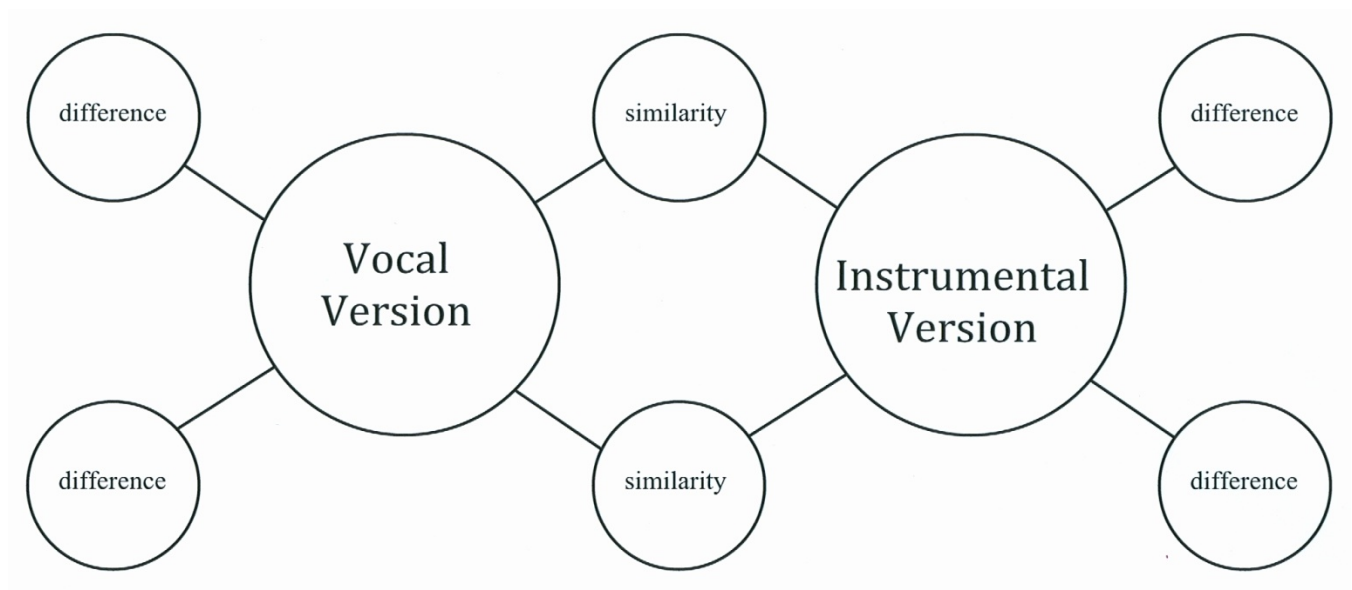 difference
similarity
difference
Vocal
Version
Instrumental
Version
difference
similarity
difference